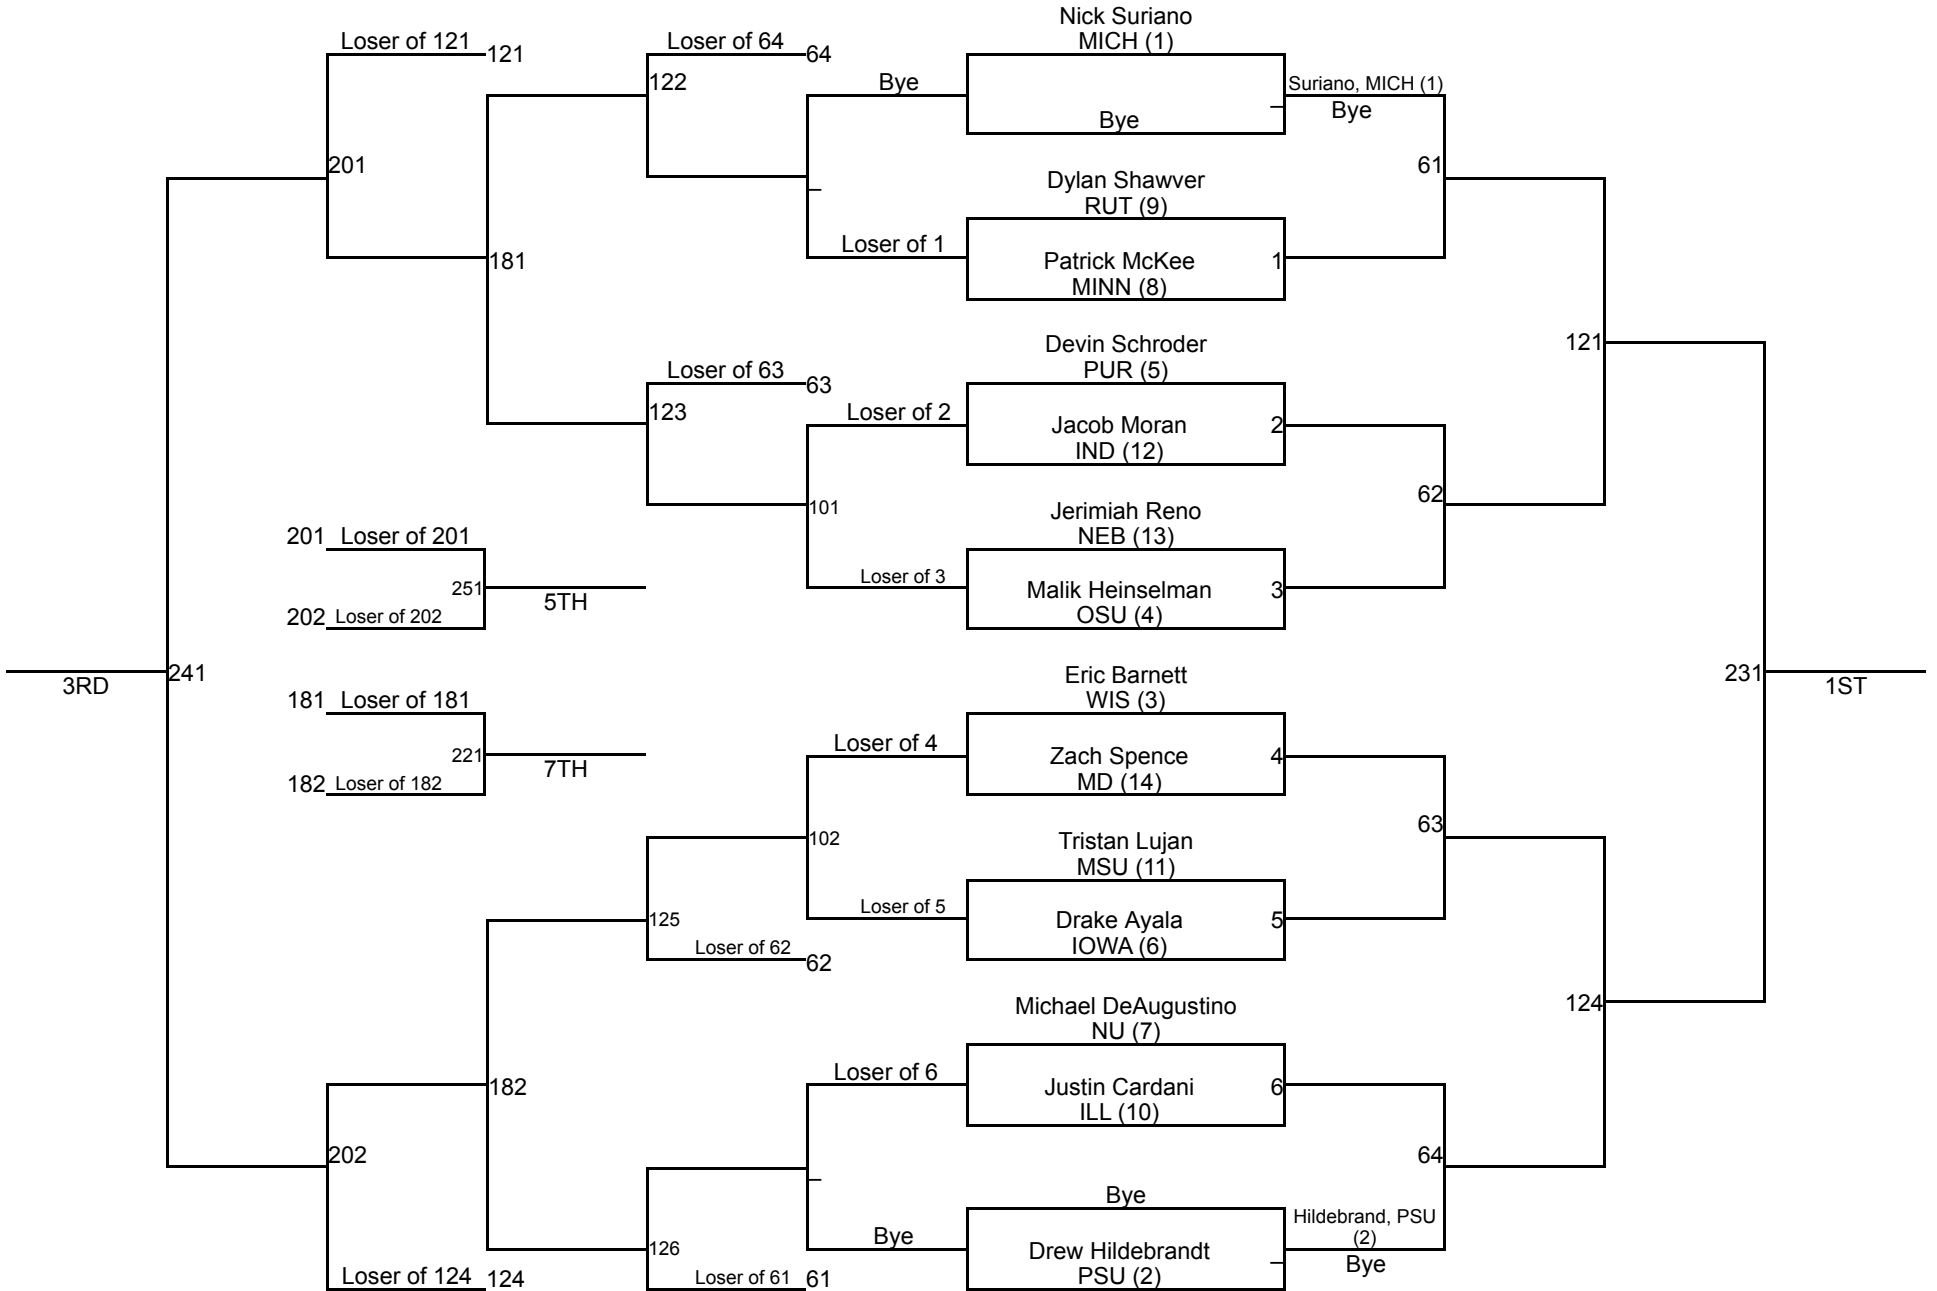 Nick Suriano
MICH (1)
Loser of 121
121
Loser of 64
64
122
Bye
Suriano, MICH (1)
Bye
Bye
201
61
Dylan Shawver
RUT (9)
Loser of 1
181
Patrick McKee
MINN (8)
1
Devin Schroder
PUR (5)
121
Loser of 63
63
123
Loser of 2
Jacob Moran
IND (12)
2
62
101
Jerimiah Reno
NEB (13)
201
Loser of 201
251
5TH
202
Loser of 202
Loser of 3
Malik Heinselman
OSU (4)
3
3RD
241
Eric Barnett
WIS (3)
231
1ST
181
Loser of 181
221
7TH
182
Loser of 182
Loser of 4
Zach Spence
MD (14)
4
63
102
Tristan Lujan
MSU (11)
Loser of 5
125
Drake Ayala
IOWA (6)
5
Loser of 62
62
Michael DeAugustino
NU (7)
124
Loser of 6
182
Justin Cardani
ILL (10)
6
202
64
Bye
Hildebrand, PSU
(2)
Bye
Bye
126
Drew Hildebrandt
PSU (2)
Loser of 124
124
Loser of 61
61